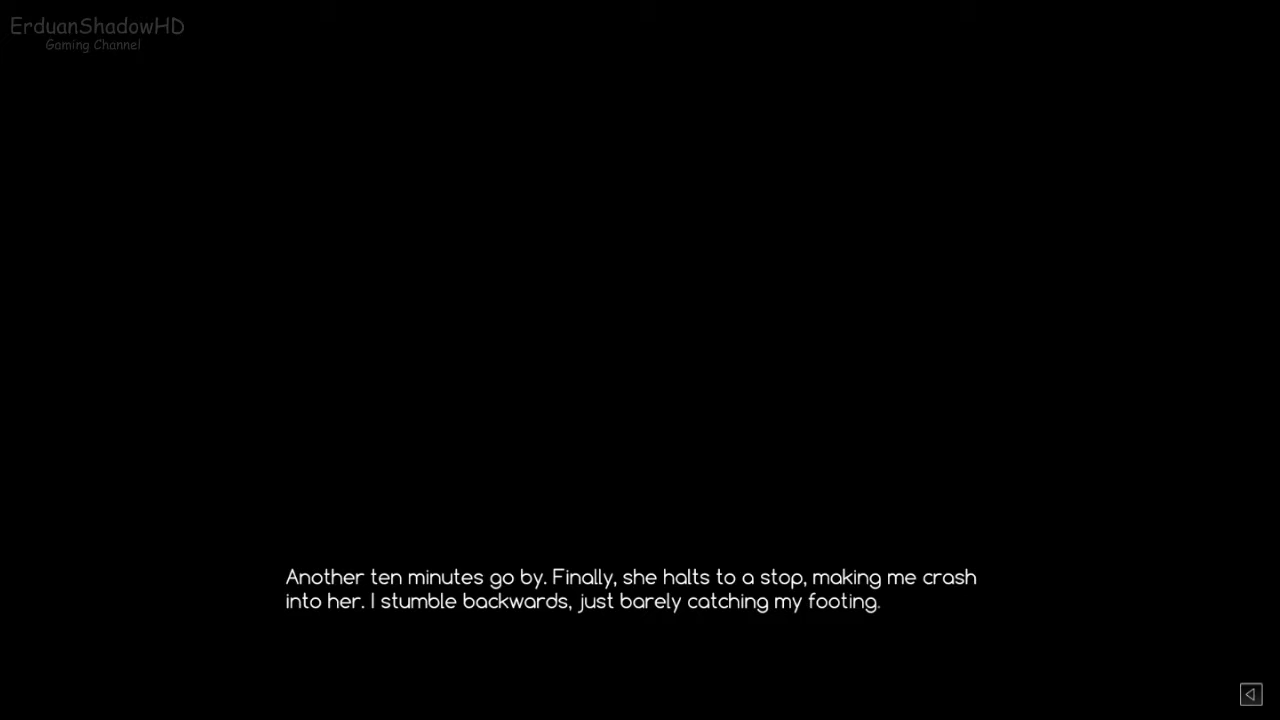 ErduanShadowHD
Gaming Channel
Another ten minutes go by. Finally, she halts to a stop, making me crash
into her. I stumble backwards, just barely catching my footing.